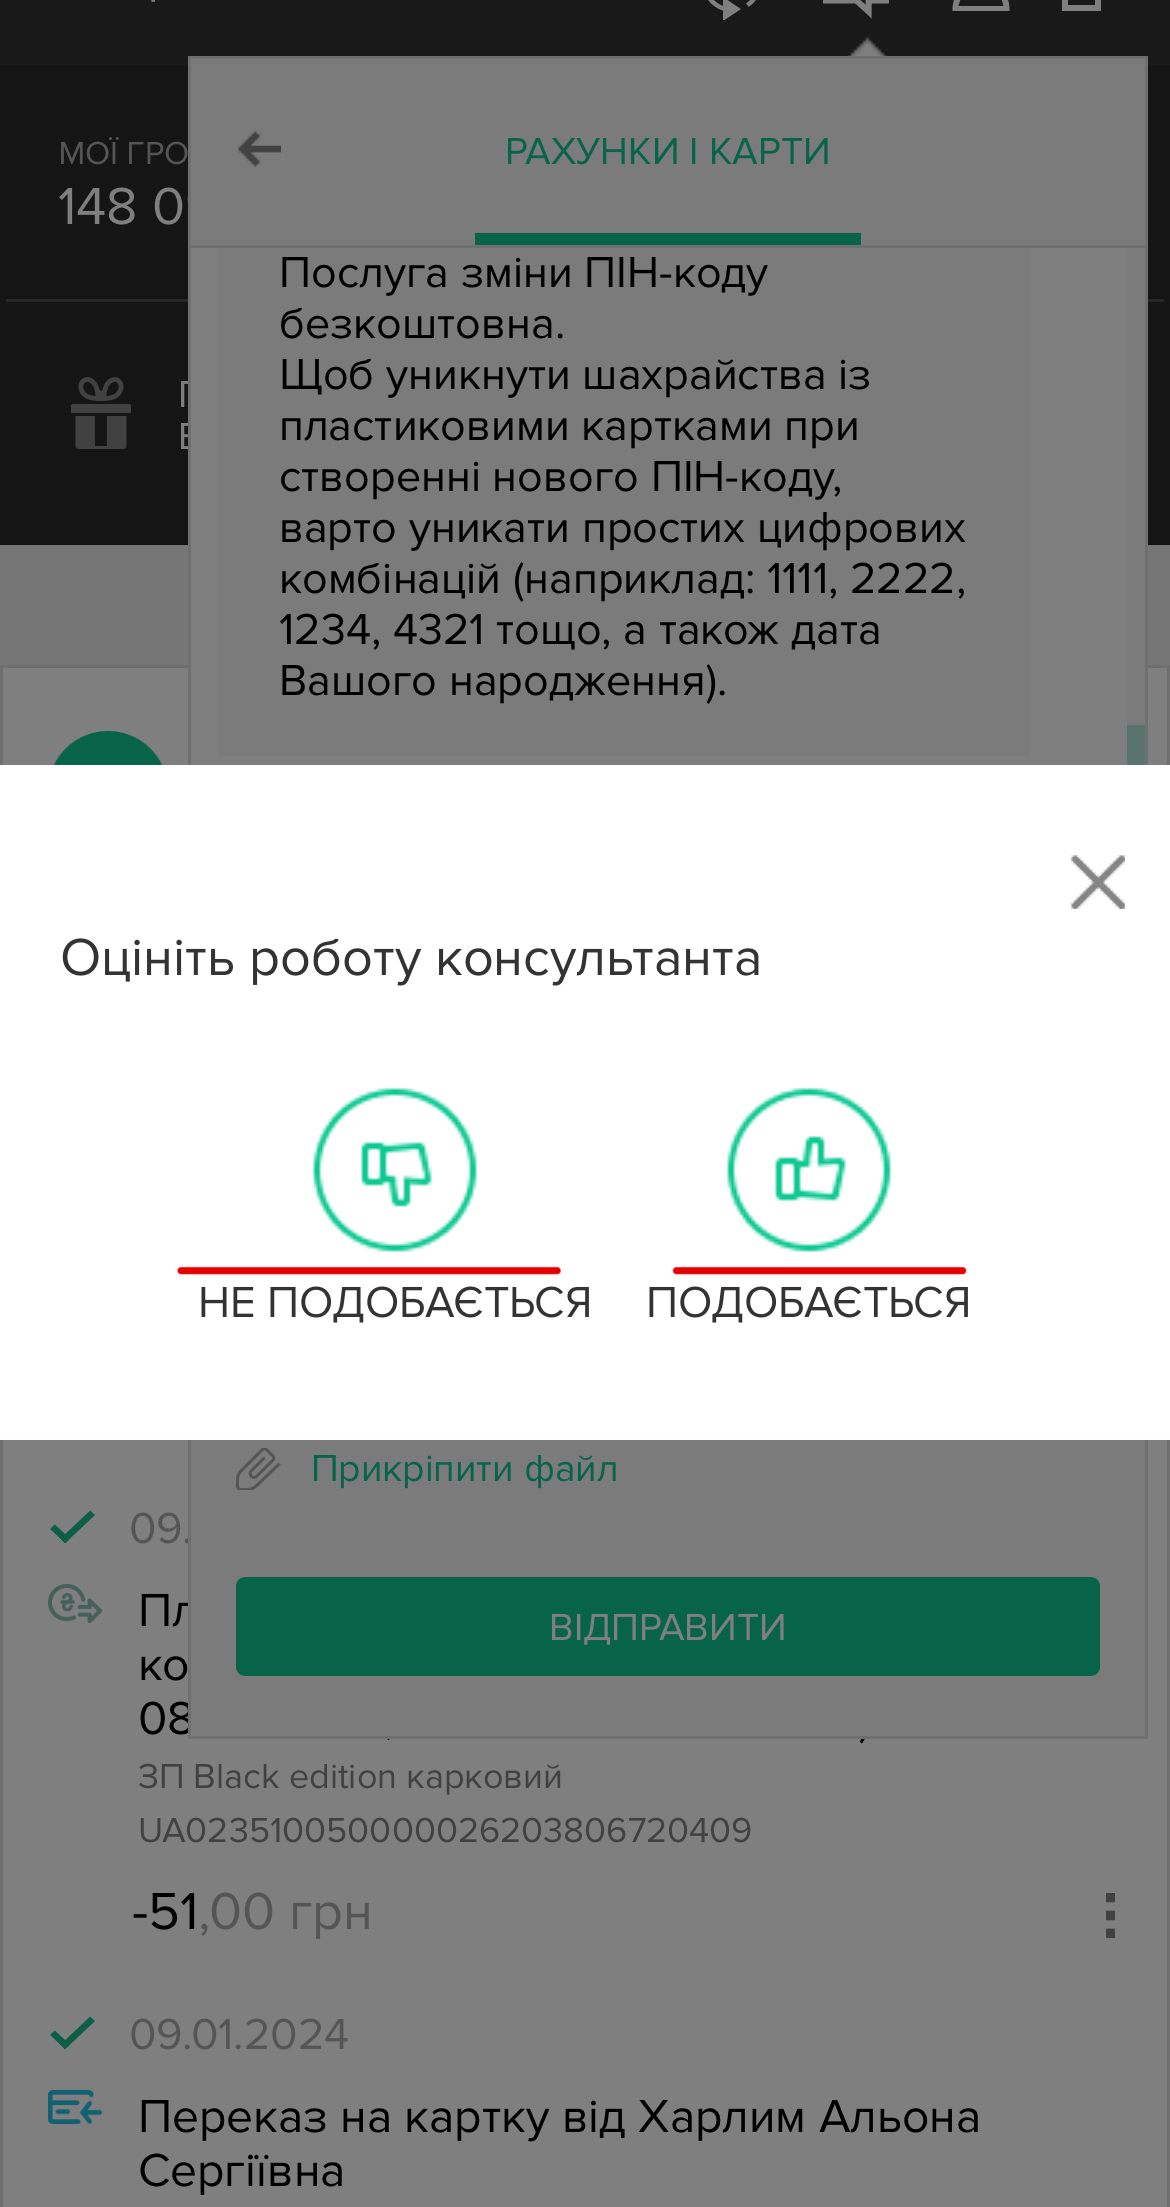 МОЇ ГРО
148 0
РАХУНКИ І КАРТИ
Послуга зміни ПІН-коду
безкоштовна.
Щоб уникнути шахрайства із
пластиковими картками при
створенні нового ПІН-коду,
варто уникати простих цифрових
комбінацій (наприклад: 1111, 2222,
1234, 4321 тощо, а також дата
Вашого народження).
Оцініть роботу консультанта
НЕ ПОДОБАЄТЬСЯ ПОДОБАЄТЬСЯ
Прикріпити файл
09.
Пл
ко
08
ВІДПРАВИТИ
ЗП Black edition карковий
UA023510050000026203806720409
-51,00 грн
09.01.2024
Переказ на картку від Харлим Альона
Сергіївна